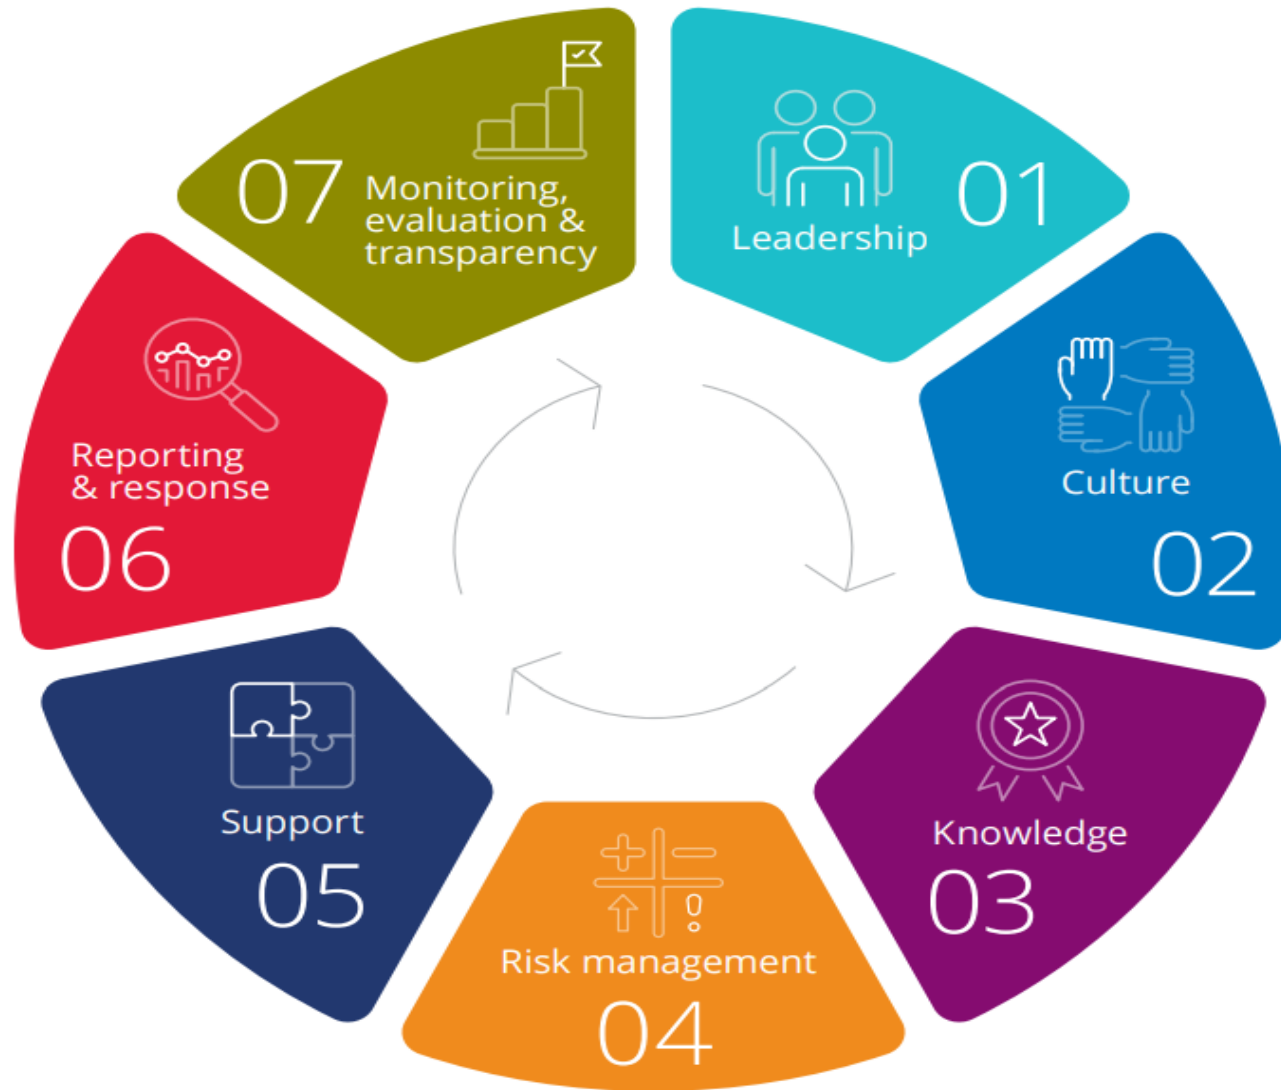 01
Leadership
02
Culture
03
Knowledge
04
Risk management
05
Support
06
Reporting
& response
07
Monitoring,
evaluation &
transparency